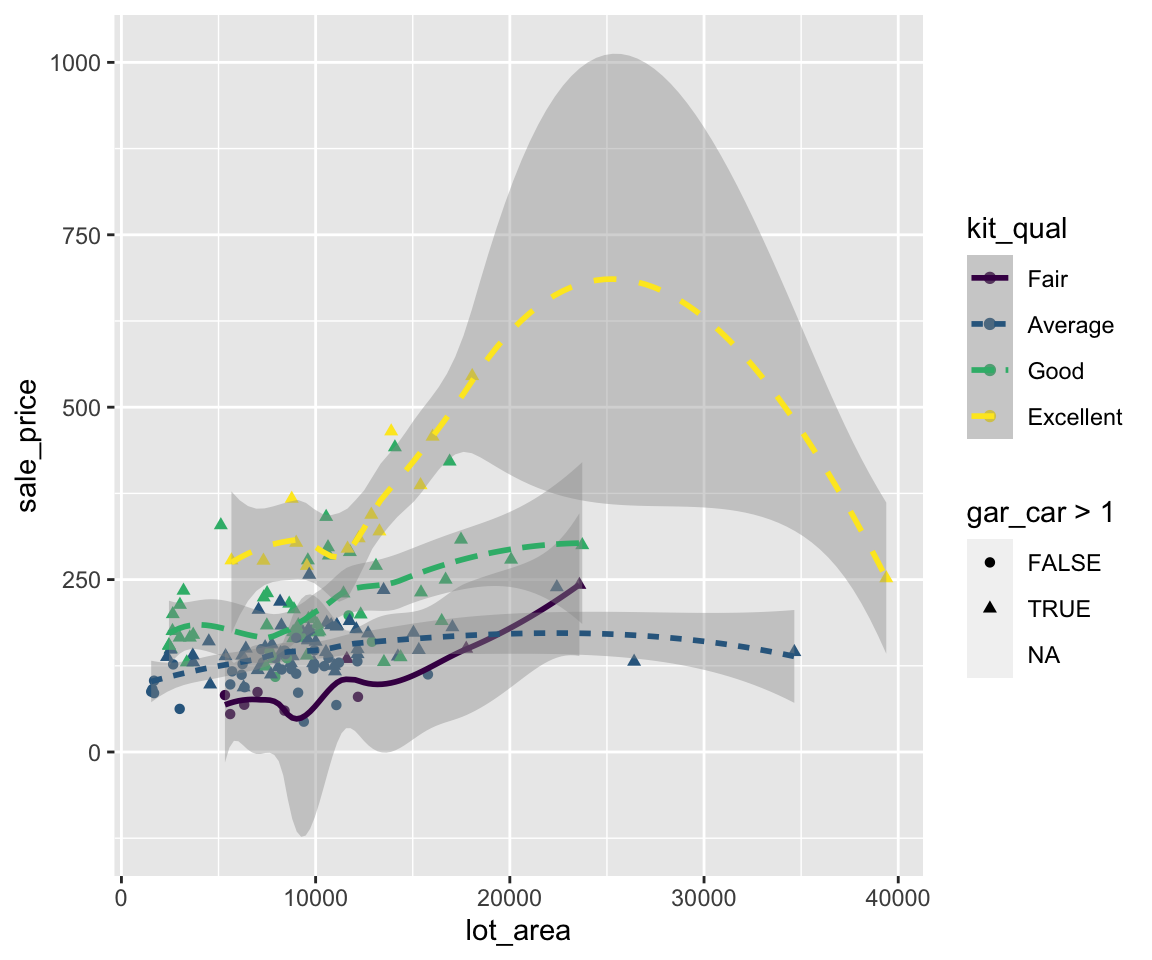 1000
750
500
250
0
sale_price
0
10000
20000
30000
40000
lot_area
kit_qual
Fair
Average
Good
Excellent
gar_car > 1
FALSE
TRUE
NA